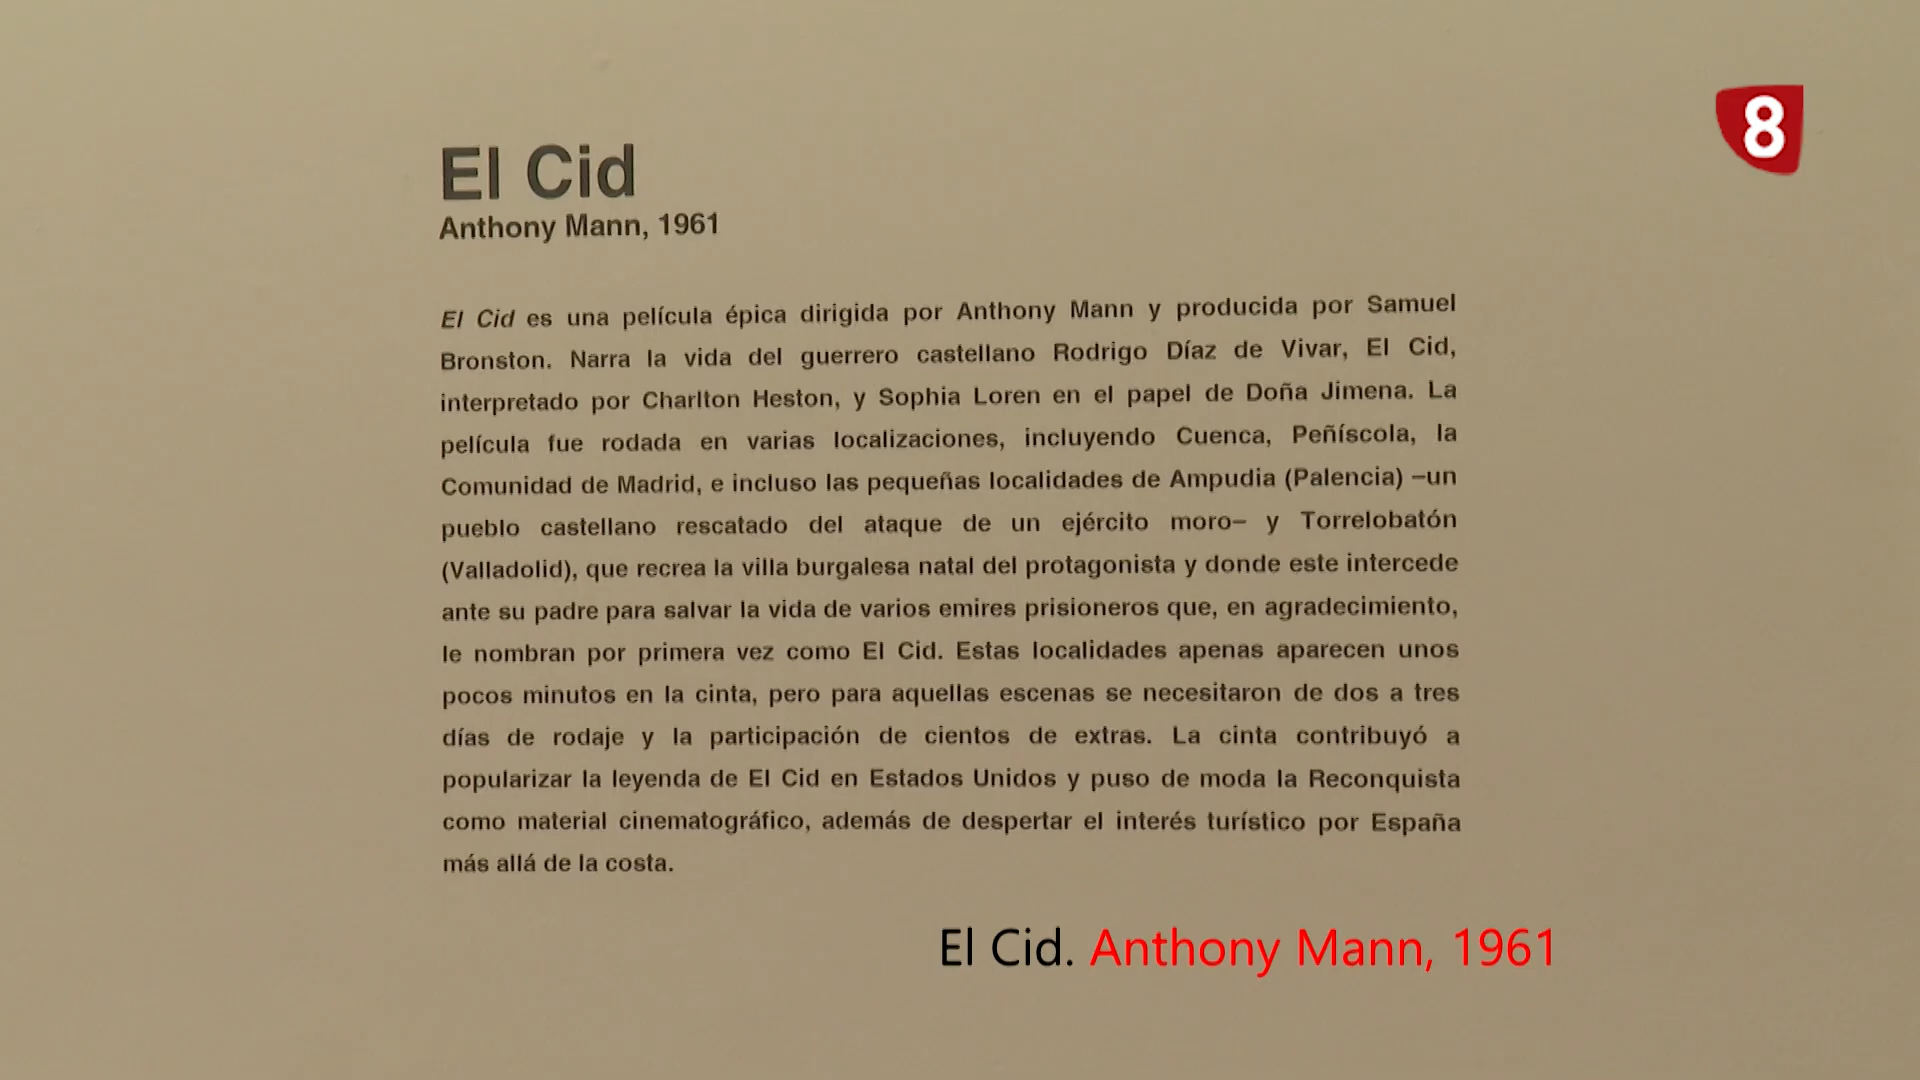 8
El Cid
Anthony Mann, 1961
El Cid es una película épica dirigida por Anthony Mann y producida por Samuel
Bronston. Narra la vida del guerrero castellano Rodrigo Díaz de Vivar, El Cid,
interpretado por Charlton Heston, y Sophia Loren en el papel de Doña Jimena. La
película fue rodada en varias localizaciones, incluyendo Cuenca, Peñíscola, la
Comunidad de Madrid, e incluso las pequeñas localidades de Ampudia (Palencia) –un
pueblo castellano rescatado del ataque de un ejército moro– y Torrelobatón
(Valladolid), que recrea la villa burgalesa natal del protagonista y donde este intercede
ante su padre para salvar la vida de varios emires prisioneros que, en agradecimiento,
le nombran por primera vez como El Cid. Estas localidades apenas aparecen unos
pocos minutos en la cinta, pero para aquellas escenas se necesitaron de dos a tres
días de rodaje y la participación de cientos de extras. La cinta contribuyó a
popularizar la leyenda de El Cid en Estados Unidos y puso de moda la Reconquista
como material cinematográfico, además de despertar el interés turístico por España
más allá de la costa.
El Cid. Anthony Mann, 1961